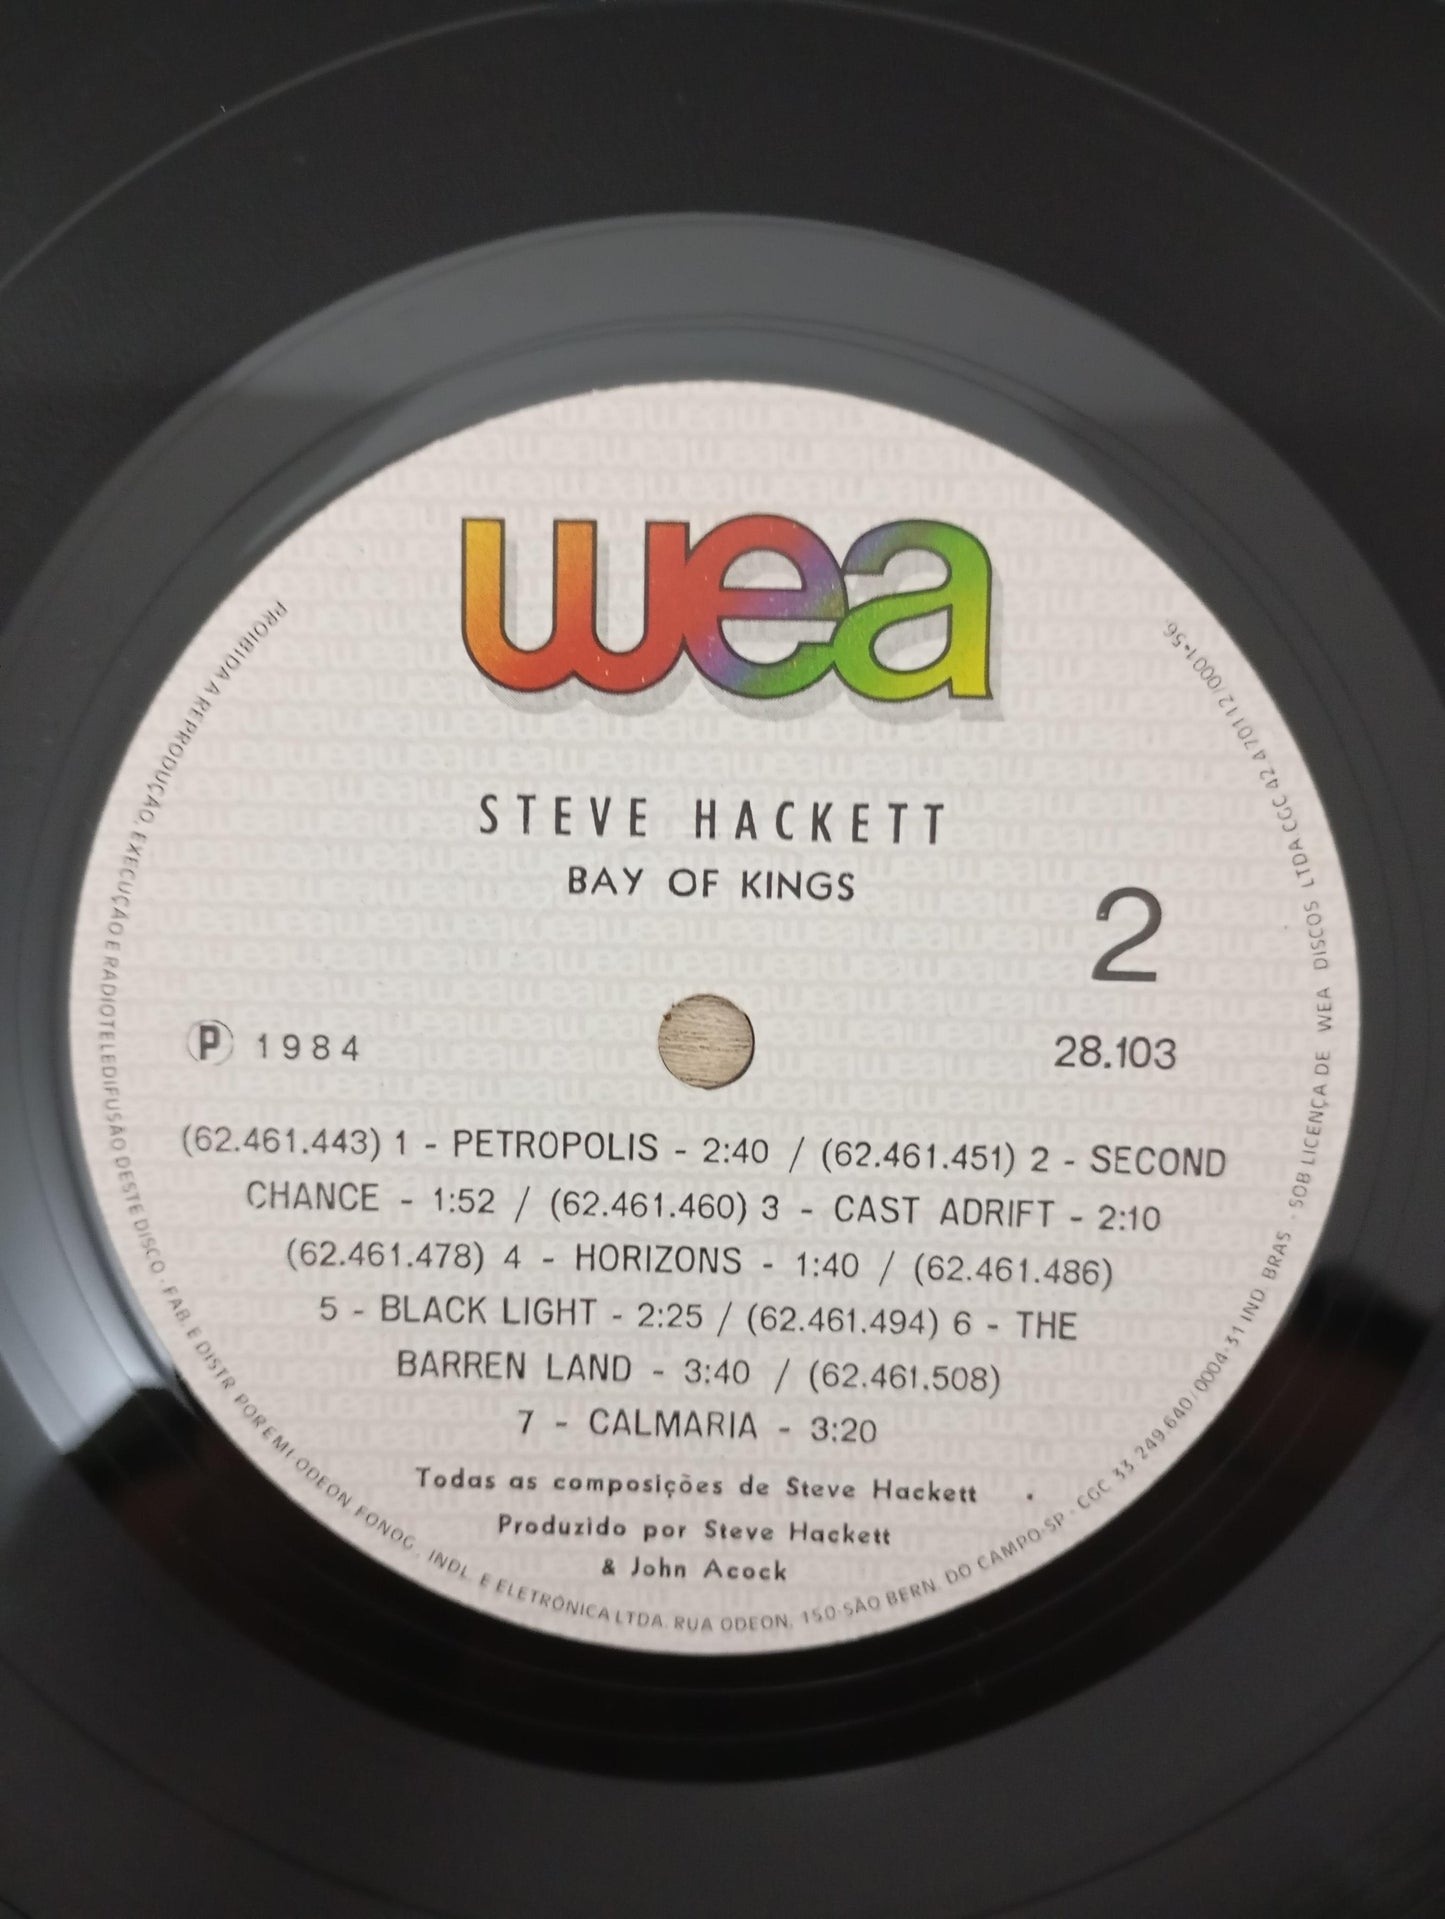 wea
STEVE HACKETT
BAY OF KINGS
2
Ⓟ 1984
28.103
(62.461.443) 1 - PETROPOLIS - 2:40 / (62.461.451) 2 - SECOND
CHANCE - 1:52 / (62.461.460) 3 - CAST ADRIFT - 2:10
(62.461.478) 4 - HORIZONS - 1:40 / (62.461.486)
5 - BLACK LIGHT - 2:25 / (62.461.494) 6 - THE
BARREN LAND - 3:40 / (62.461.508)
7 - CALMARIA - 3:20
Todas as composições de Steve Hackett
Produzido por Steve Hackett
& John Acock
PROIBIDA A REPRODUÇÃO, EXECUÇÃO E RADIOTELEDIFUSÃO DESTE DISCO · FAB. E DISTR. POR EMI ODEON FONOG., INDL. E ELETRÔNICA LTDA. RUA ODEON, 150 SÃO BERN. DO CAMPO-SP · CGC 33 249 640/0004-31 IND. BRAS · SOB LICENÇA DE WEA DISCOS LTDA CGC 42 470 112/0001-56